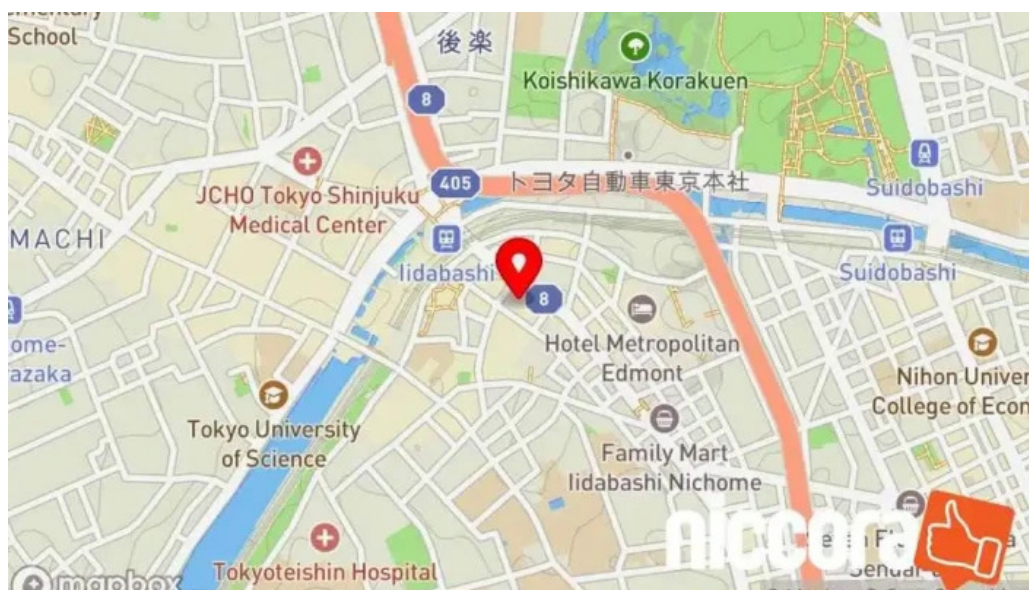 School
後楽
Koishikawa Korakuen
8
JCHO Tokyo Shinjuku
Medical Center
405
トヨタ自動車東京本社
Suidobashi
MACHI
Iidabashi
Suidobashi
8
ome-
azaka
Hotel Metropolitan
Edmont
Nihon Univer
College of Econ
Tokyo University
of Science
Family Mart
Iidabashi Nichome
niccora
Tokyoteishin Hospital
mapbox